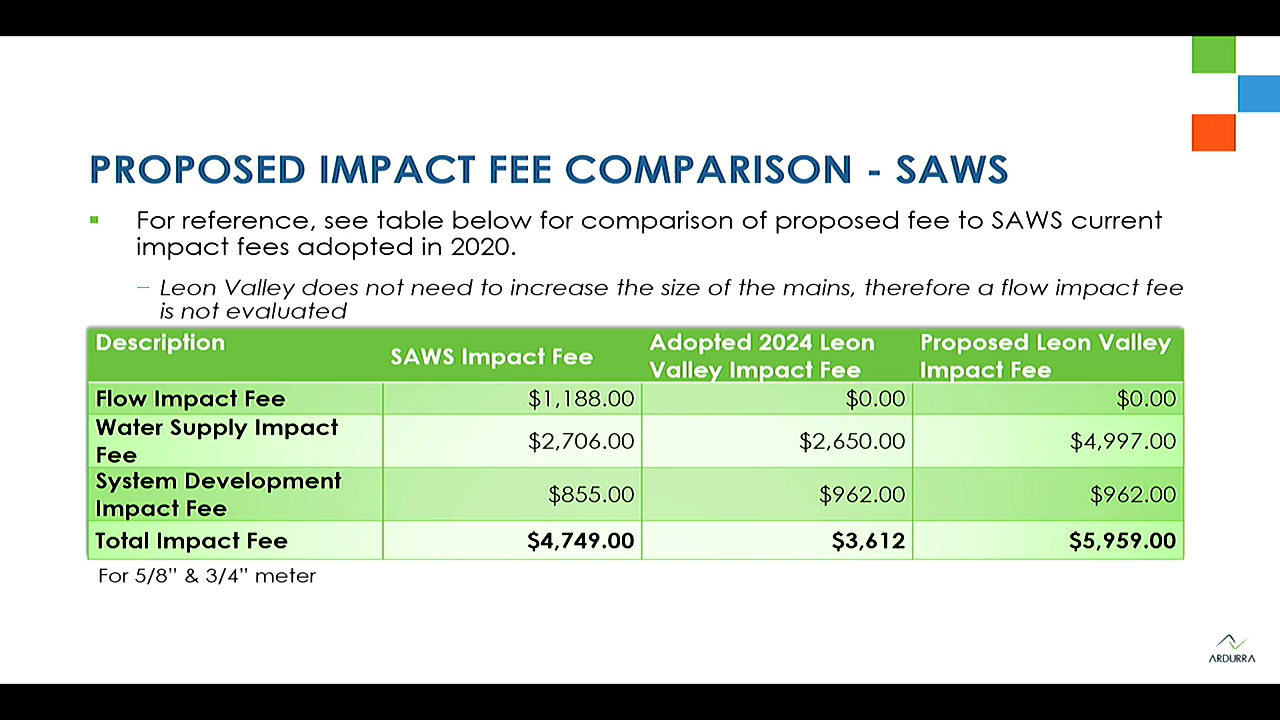 PROPOSED IMPACT FEE COMPARISON - SAWS
For reference, see table below for comparison of proposed fee to SAWS current
impact fees adopted in 2020.
– Leon Valley does not need to increase the size of the mains, therefore a flow impact fee
is not evaluated
Description SAWS Impact Fee Adopted 2024 Leon Valley Impact Fee Proposed Leon Valley Impact Fee
Flow Impact Fee $1,188.00 $0.00 $0.00
Water Supply Impact Fee $2,706.00 $2,650.00 $4,997.00
System Development Impact Fee $855.00 $962.00 $962.00
Total Impact Fee $4,749.00 $3,612 $5,959.00
For 5/8” & 3/4” meter
ARDURRA